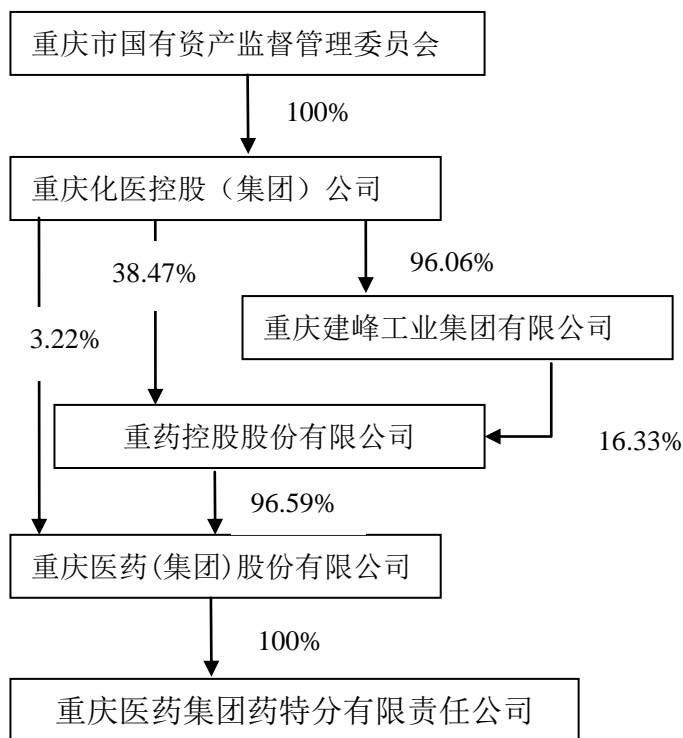 重庆市国有资产监督管理委员会
100%
重庆化医控股（集团）公司
38.47%
96.06%
3.22%
重庆建峰工业集团有限公司
重药控股股份有限公司
16.33%
96.59%
重庆医药(集团)股份有限公司
100%
重庆医药集团药特分有限责任公司